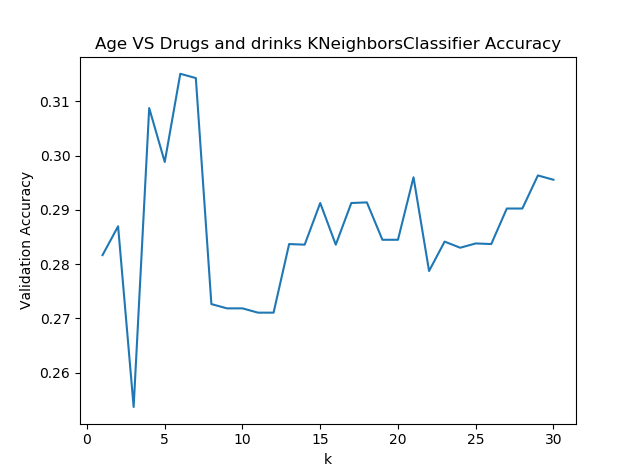 Age VS Drugs and drinks KNeighborsClassifier Accuracy
0.31
0.30
0.29
0.28
0.27
0.26
Validation Accuracy
0 5 10 15 20 25 30
k